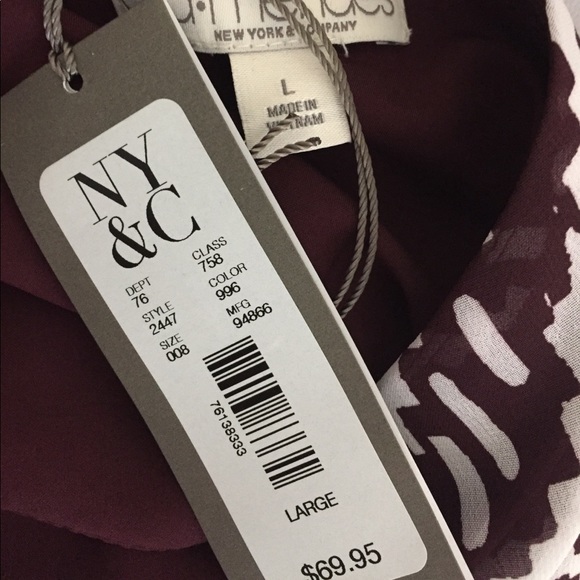 NEW YORK &
L
MADE IN
VIETNAM
NY
&C
DEPT CLASS
76 758
STYLE COLOR
2447 996
SIZE MFG
008 94866
76138333
LARGE
$69.95